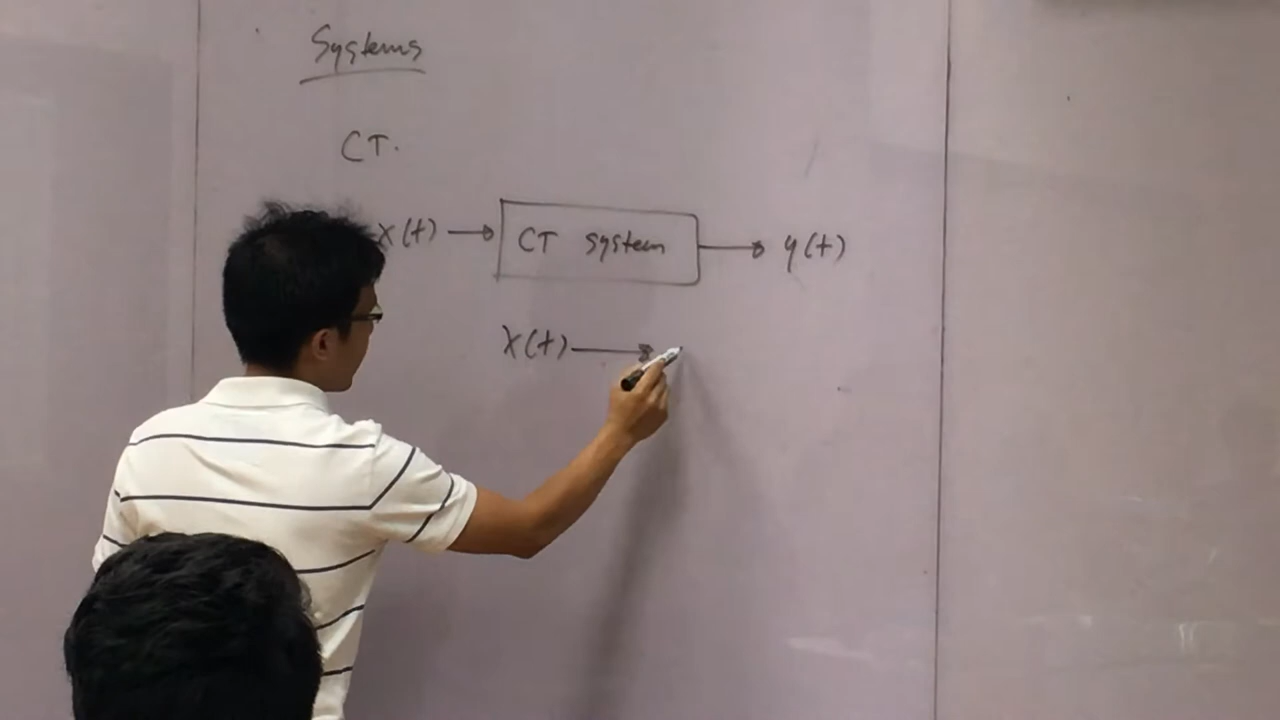 Systems
CT.
x(t) → CT system → y(t)
x(t) →